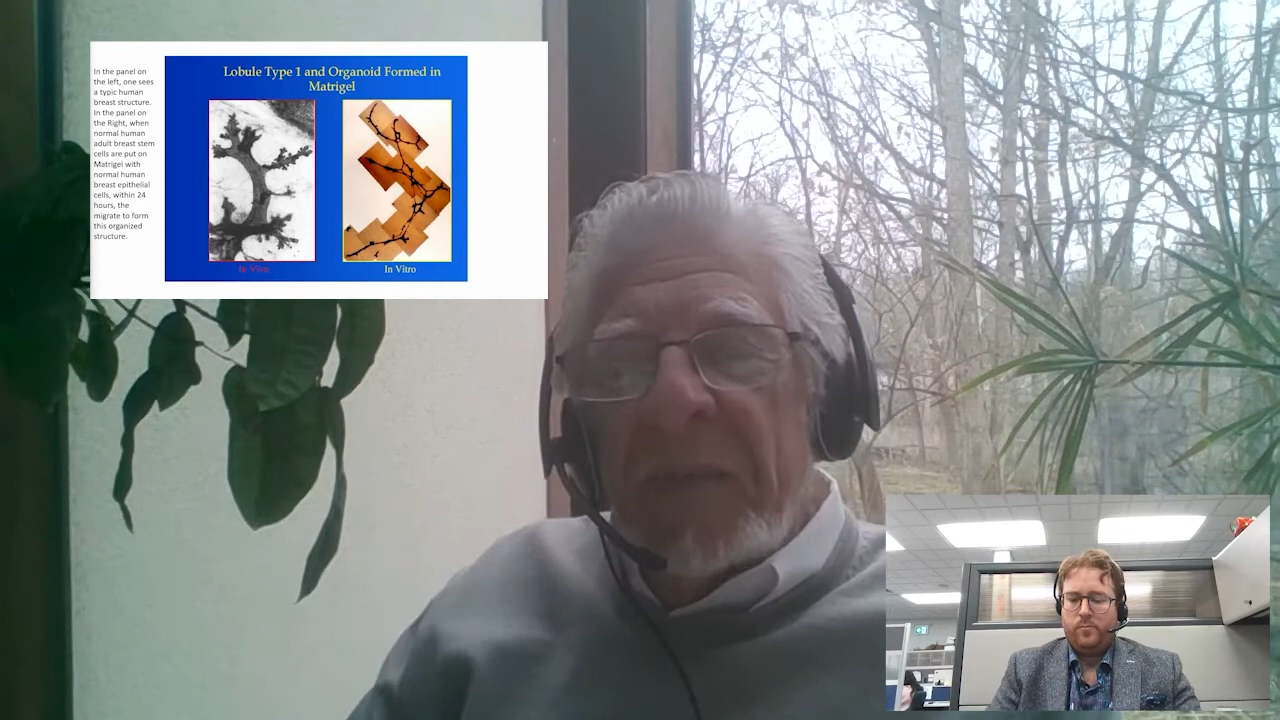 In the panel on
the left, one sees
a typic human
breast structure.
In the panel on
the Right, when
normal human
adult breast stem
cells are put on
Matrigel with
normal human
breast epithelial
cells, within 24
hours, the
migrate to form
this organized
structure.
Lobule Type 1 and Organoid Formed in
Matrigel
In Vivo
In Vitro